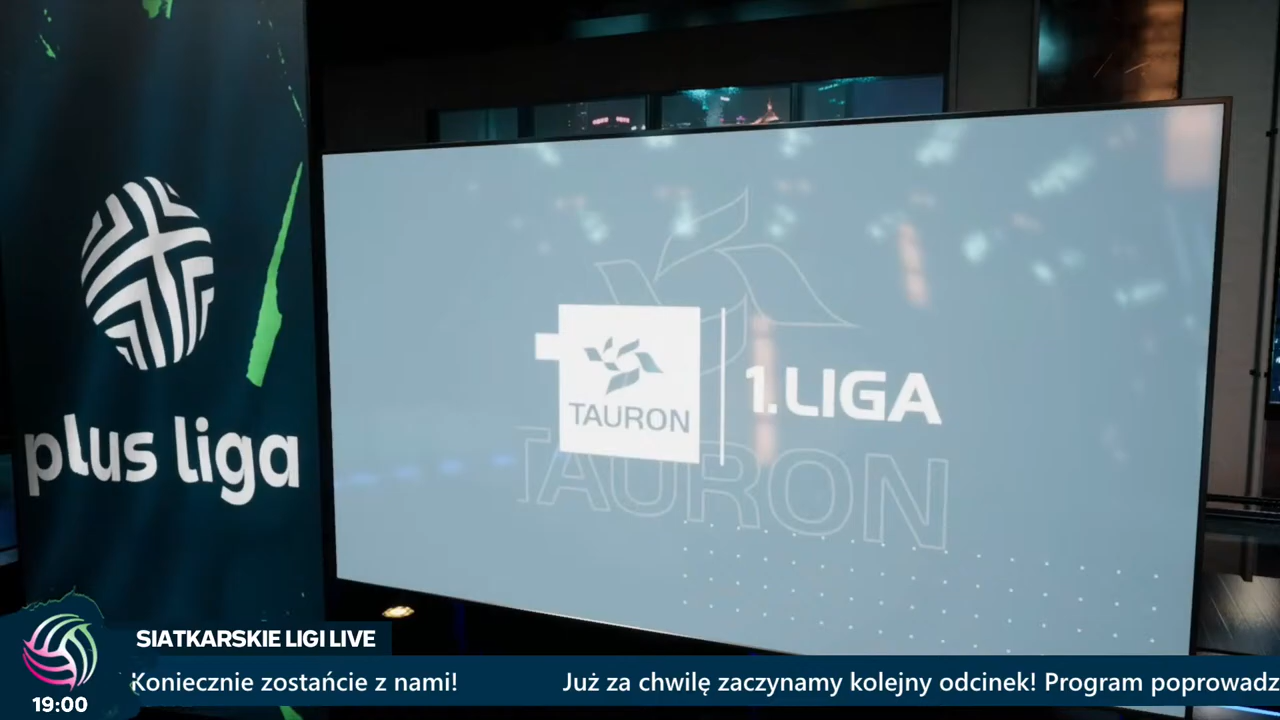 plus liga
TAURON
1.LIGA
TAURON
SIATKARSKIE LIGI LIVE
Koniecznie zostańcie z nami! Już za chwilę zaczynamy kolejny odcinek! Program poprowadz
19:00